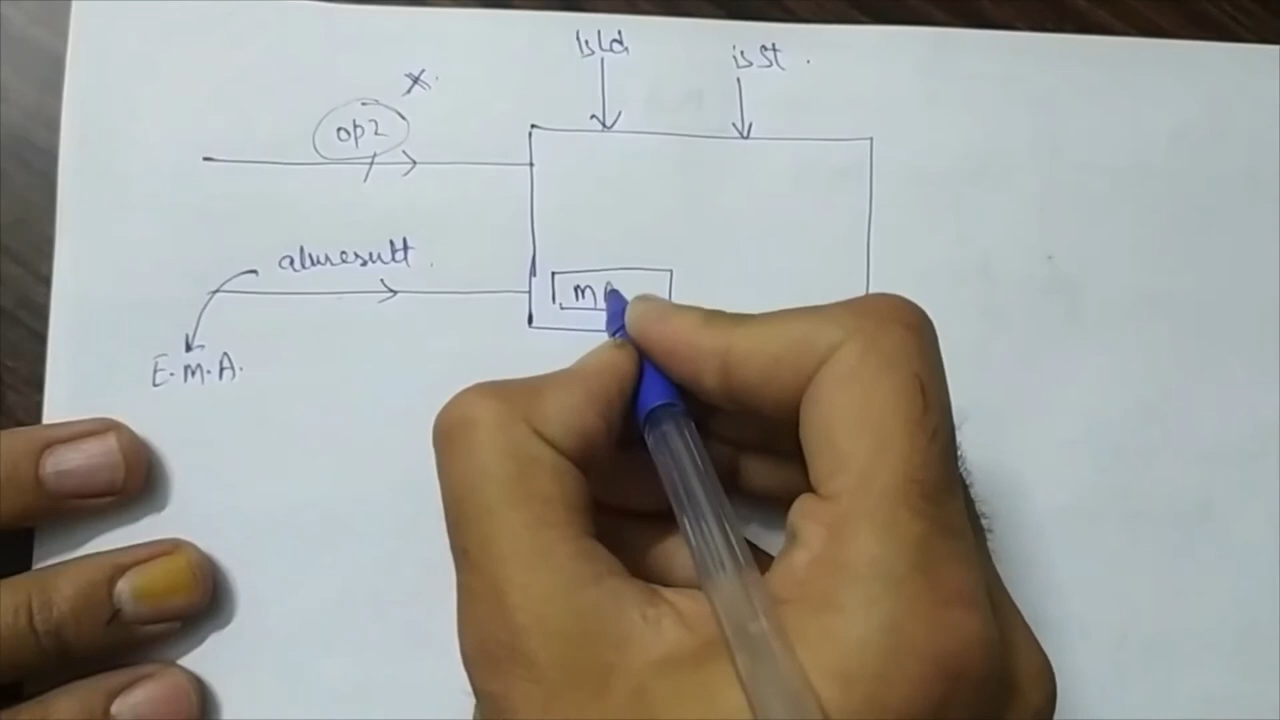 isLd
isSt.
x.
op2
aluresult.
E.M.A.